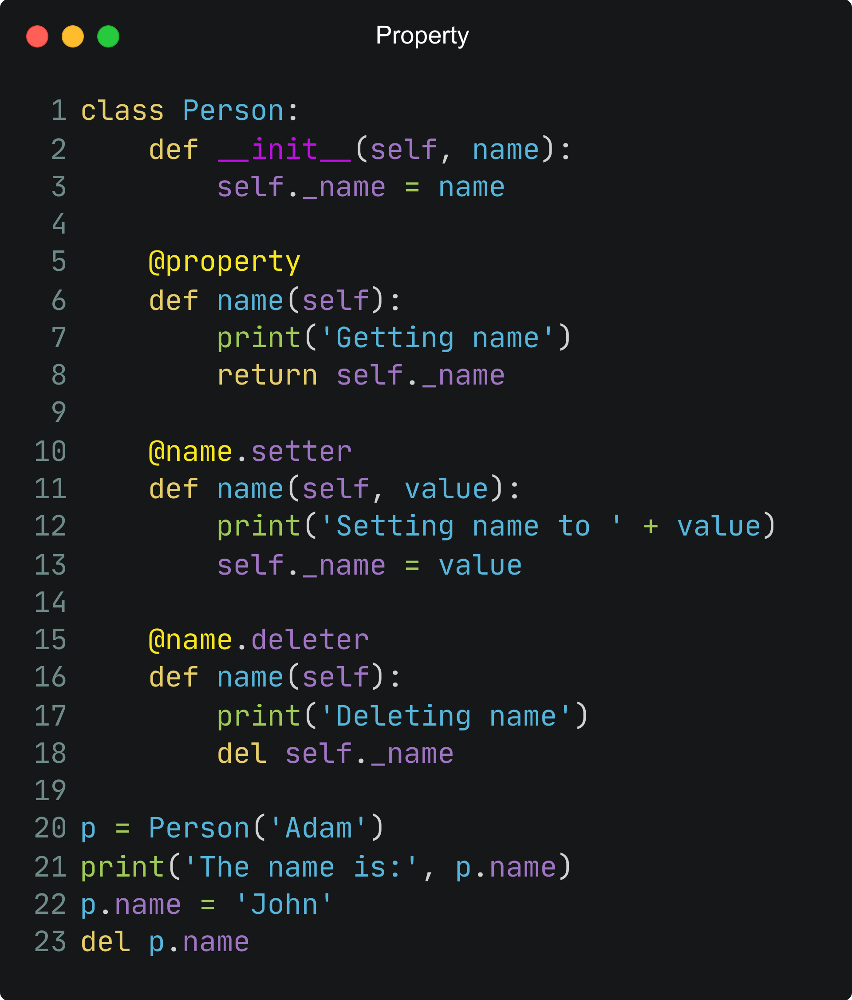 Property
1 class Person:
2     def __init__(self, name):
3         self._name = name
4
5     @property
6     def name(self):
7         print('Getting name')
8         return self._name
9
10     @name.setter
11     def name(self, value):
12         print('Setting name to ' + value)
13         self._name = value
14
15     @name.deleter
16     def name(self):
17         print('Deleting name')
18         del self._name
19
20 p = Person('Adam')
21 print('The name is:', p.name)
22 p.name = 'John'
23 del p.name